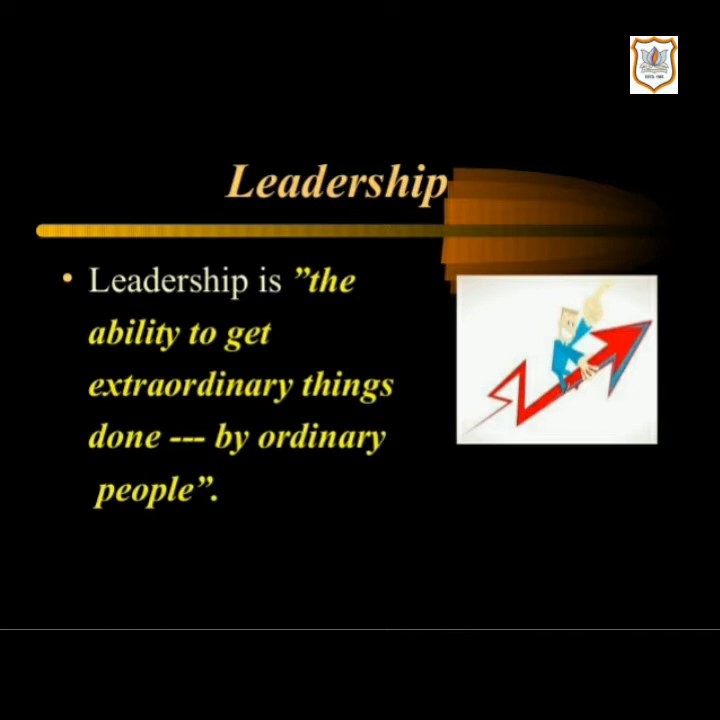 Leadership
• Leadership is ”the
ability to get
extraordinary things
done --- by ordinary
people”.